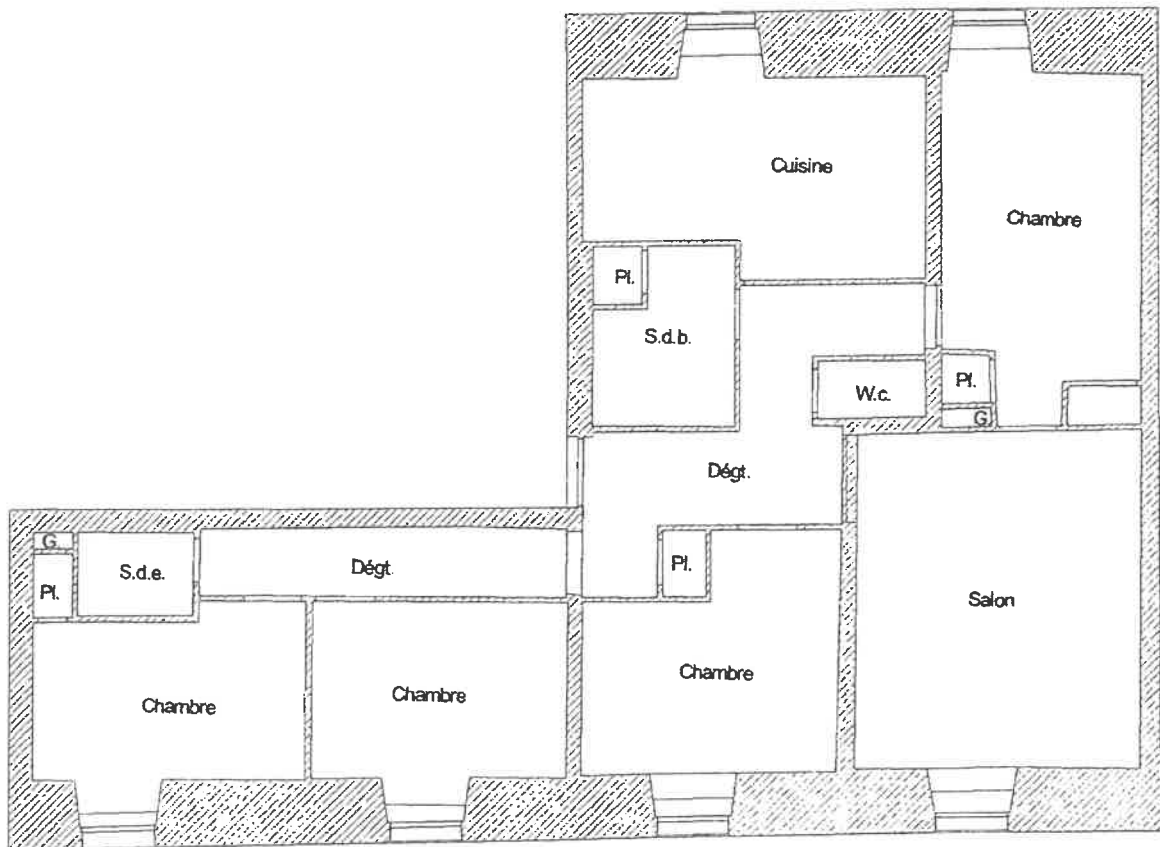 Cuisine
Chambre
Pl.
S.d.b.
W.c.
Pl.
G.
Dégt.
G.
S.d.e.
Dégt.
Pl.
Pl.
Salon
Chambre
Chambre
Chambre